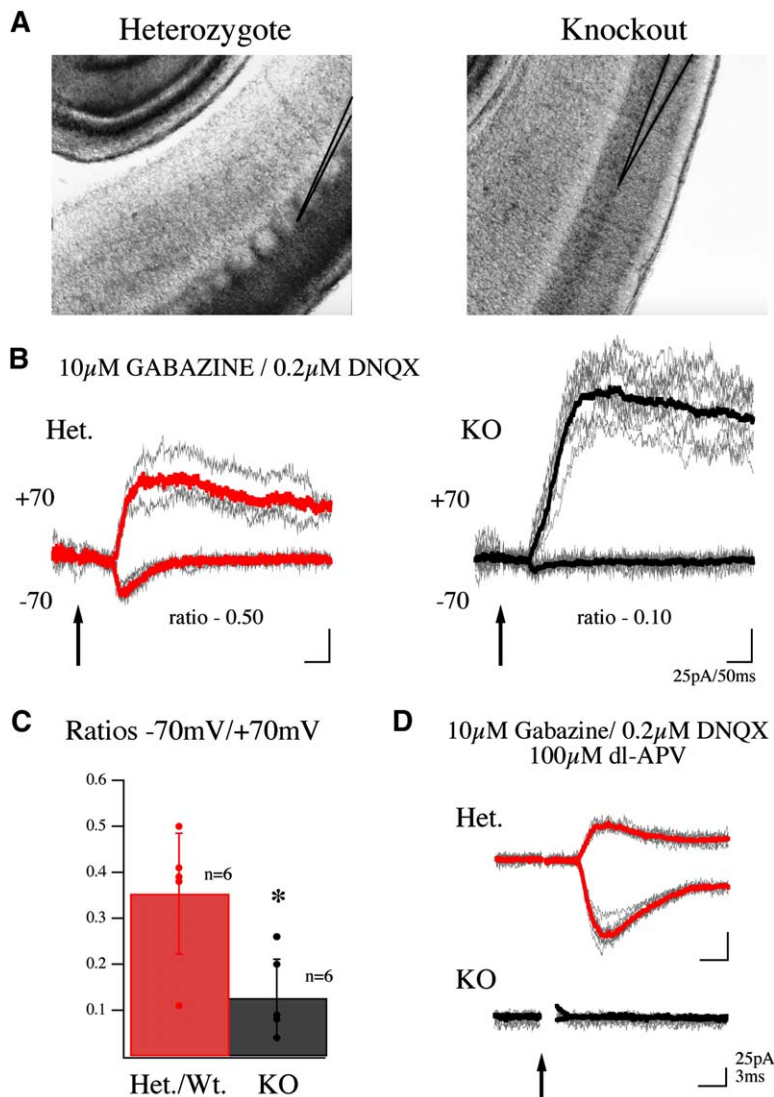 A
Heterozygote
Knockout
B
10μM GABAZINE / 0.2μM DNQX
Het.
KO
+70
+70
-70
-70
ratio - 0.50
ratio - 0.10
25pA/50ms
C
Ratios -70mV/+70mV
0.6
0.5
0.4
0.3
0.2
0.1
n=6
*
n=6
Het./Wt.
KO
D
10μM Gabazine/ 0.2μM DNQX
100μM dl-APV
Het.
KO
25pA
3ms